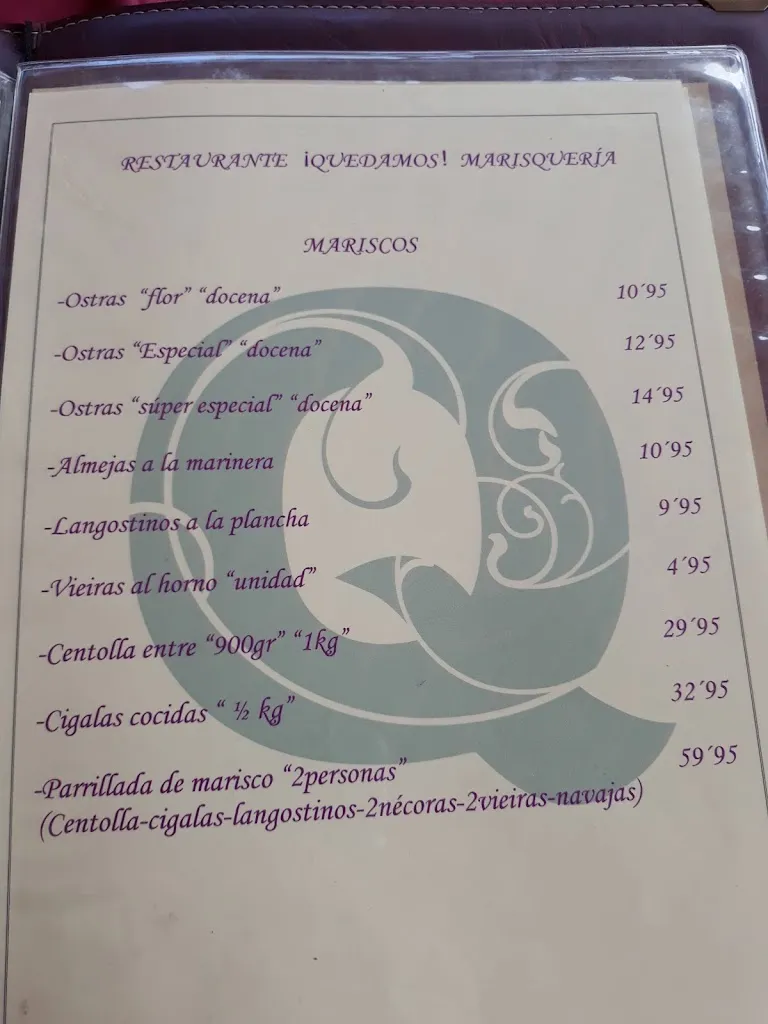 RESTAURANTE ¡QUEDAMOS! MARISQUERÍA
MARISCOS
-Ostras “flor” “docena” 10´95
-Ostras “Especial” “docena” 12´95
-Ostras “súper especial” “docena” 14´95
-Almejas a la marinera 10´95
-Langostinos a la plancha 9´95
-Vieiras al horno “unidad” 4´95
-Centolla entre “900gr” “1kg” 29´95
-Cigalas cocidas “ ½ kg” 32´95
-Parrillada de marisco “2personas” 59´95
(Centolla-cigalas-langostinos-2nécoras-2vieiras-navajas)